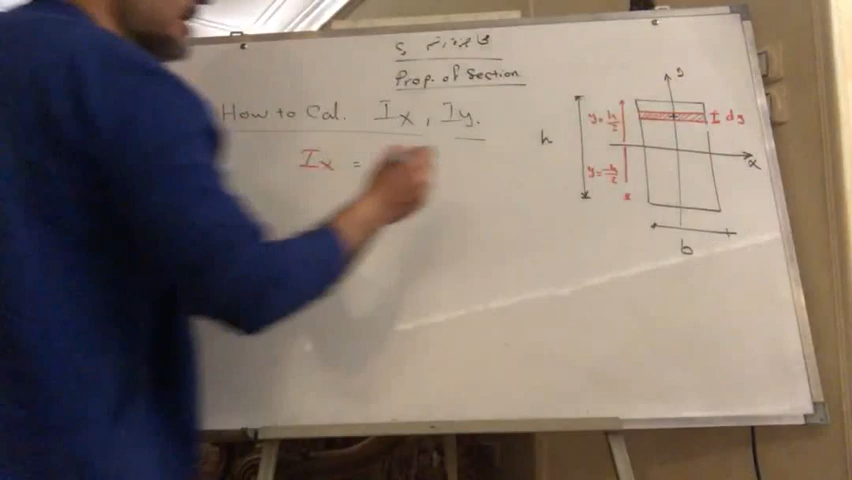 Prop. of Section
How to Cal. Ix, Iy.
Ix =
y
y = h/2
dy
h
x
y = -h/2
b